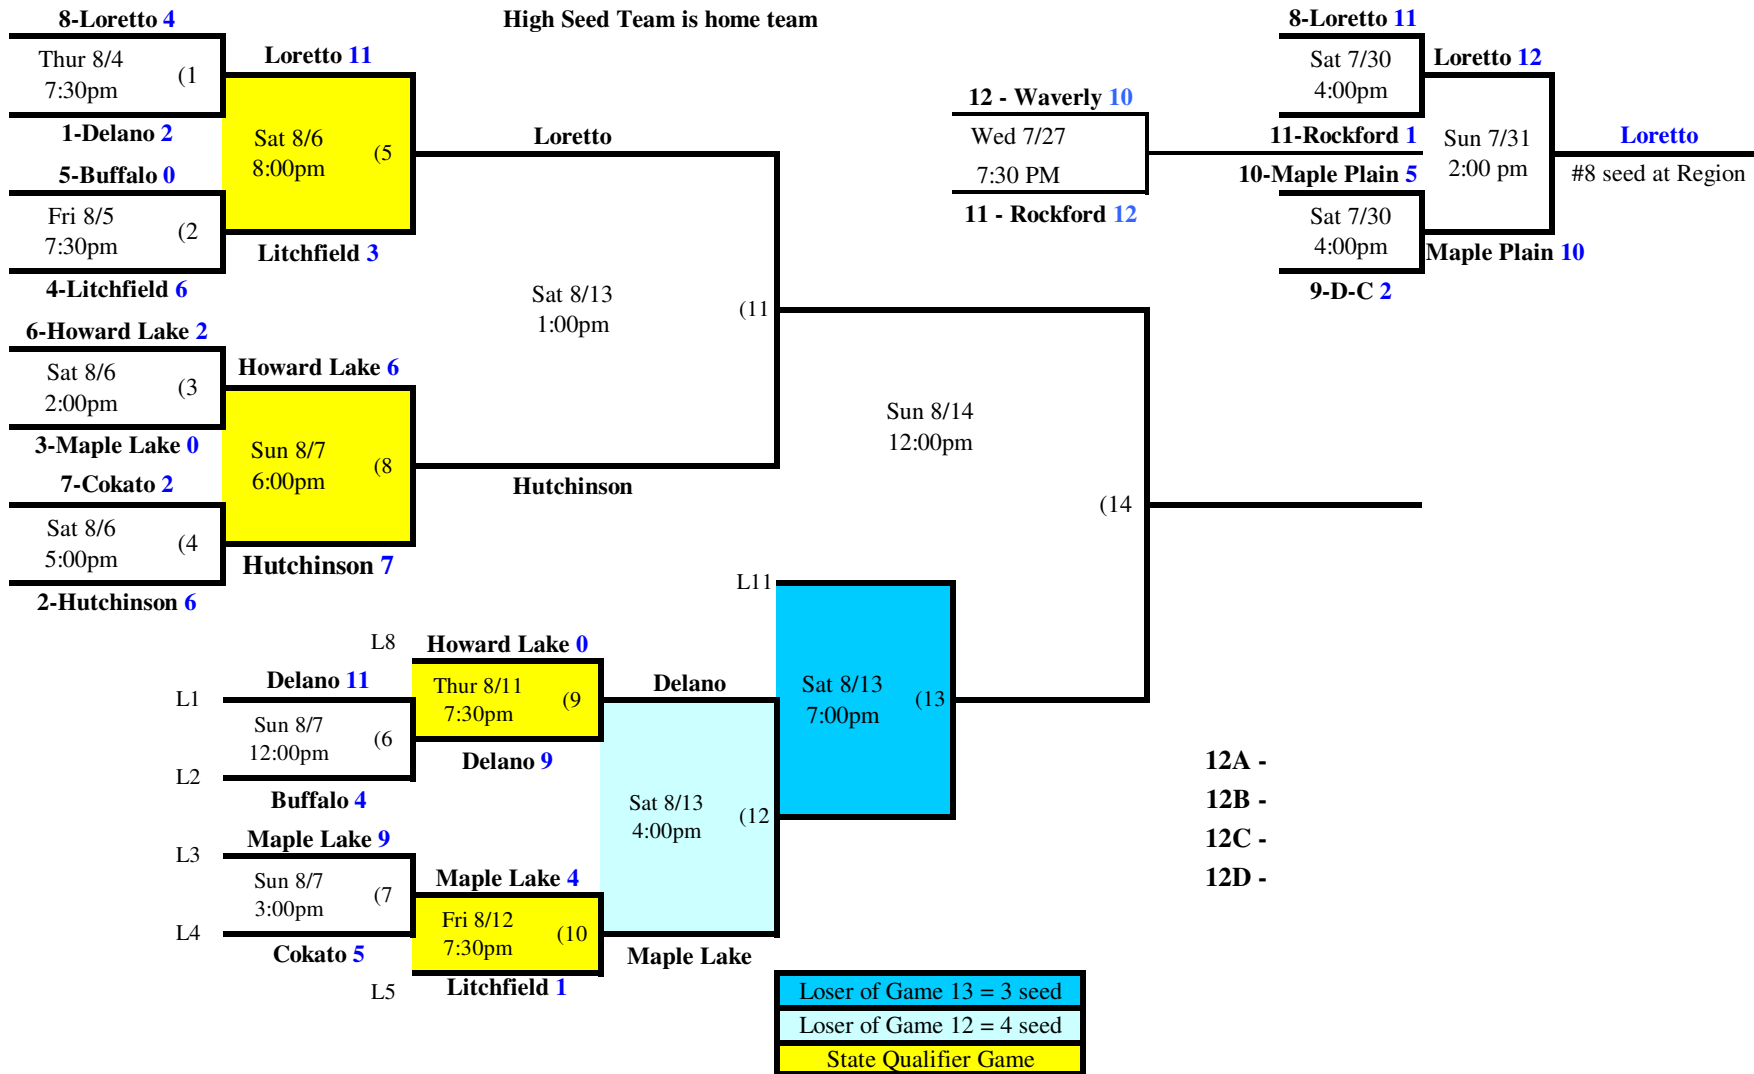 8-Loretto 4
High Seed Team is home team
8-Loretto 11
Thur 8/4
7:30pm
(1
Loretto 11
Sat 7/30
4:00pm
Loretto 12
1-Delano 2
12 - Waverly 10
Sat 8/6
8:00pm
(5
Loretto
Wed 7/27
7:30 PM
11-Rockford 1
Sun 7/31
2:00 pm
Loretto
#8 seed at Region
5-Buffalo 0
10-Maple Plain 5
Fri 8/5
7:30pm
(2
11 - Rockford 12
Sat 7/30
4:00pm
Litchfield 3
Maple Plain 10
4-Litchfield 6
9-D-C 2
Sat 8/13
1:00pm
(11
6-Howard Lake 2
Sat 8/6
2:00pm
(3
Howard Lake 6
3-Maple Lake 0
Sun 8/7
6:00pm
(8
Sun 8/14
12:00pm
7-Cokato 2
Hutchinson
(14
Sat 8/6
5:00pm
(4
Hutchinson 7
2-Hutchinson 6
L11
L8
Howard Lake 0
Delano 11
L1
Thur 8/11
7:30pm
(9
Delano
Sat 8/13
7:00pm
(13
Sun 8/7
12:00pm
(6
L2
Delano 9
Buffalo 4
12A -
12B -
12C -
12D -
Sat 8/13
4:00pm
(12
Maple Lake 9
L3
Sun 8/7
3:00pm
(7
Maple Lake 4
L4
Fri 8/12
7:30pm
(10
Cokato 5
Maple Lake
L5
Litchfield 1
Loser of Game 13 = 3 seed
Loser of Game 12 = 4 seed
State Qualifier Game